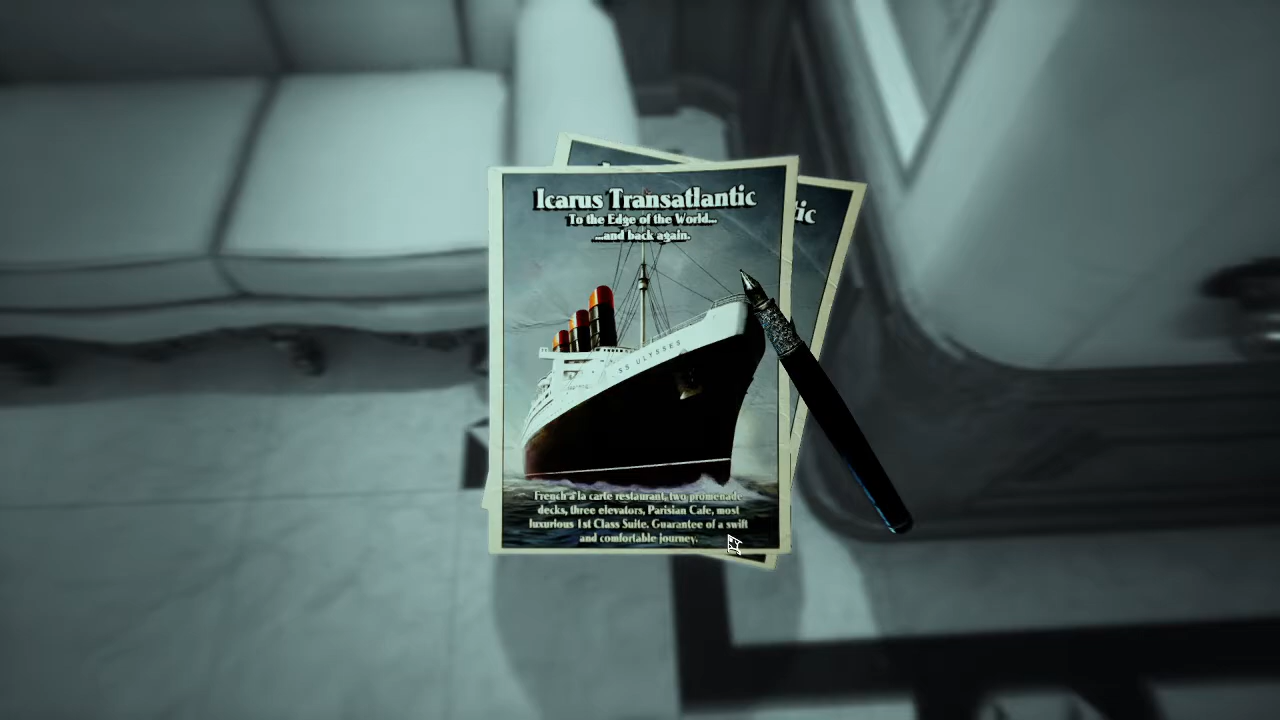 Icarus Transatlantic
To the Edge of the World...
...and back again.
SS ULYSSES
French a la carte restaurant, two promenade
decks, three elevators, Parisian Cafe, most
luxurious 1st Class Suite. Guarantee of a swift
and comfortable journey.
ic